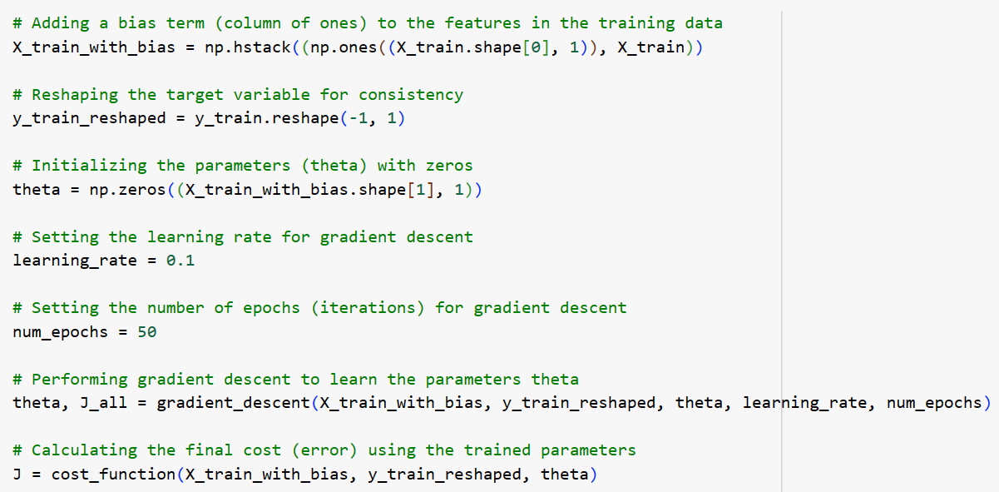 # Adding a bias term (column of ones) to the features in the training data
X_train_with_bias = np.hstack((np.ones((X_train.shape[0], 1)), X_train))
# Reshaping the target variable for consistency
y_train_reshaped = y_train.reshape(-1, 1)
# Initializing the parameters (theta) with zeros
theta = np.zeros((X_train_with_bias.shape[1], 1))
# Setting the learning rate for gradient descent
learning_rate = 0.1
# Setting the number of epochs (iterations) for gradient descent
num_epochs = 50
# Performing gradient descent to learn the parameters theta
theta, J_all = gradient_descent(X_train_with_bias, y_train_reshaped, theta, learning_rate, num_epochs)
# Calculating the final cost (error) using the trained parameters
J = cost_function(X_train_with_bias, y_train_reshaped, theta)